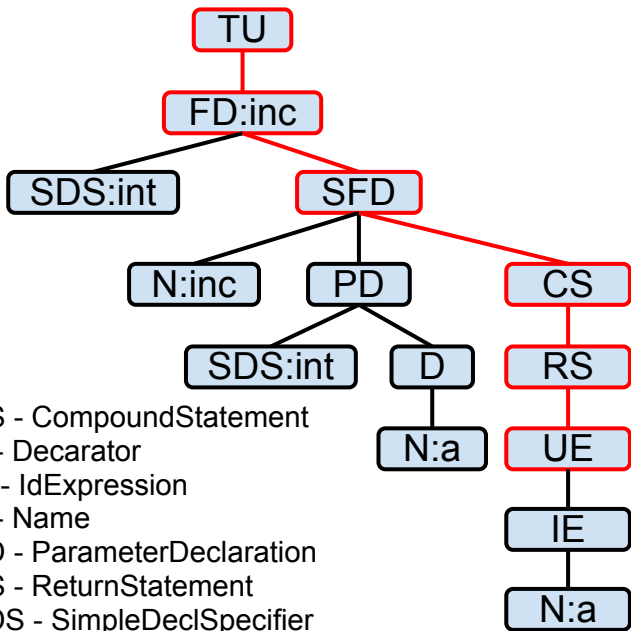 TU
FD:inc
SDS:int SFD
N:inc PD CS
SDS:int D RS
S - CompoundStatement
- Decarator N:a UE
- IdExpression
- Name IE
D - ParameterDeclaration
S - ReturnStatement
DS - SimpleDeclSpecifier N:a